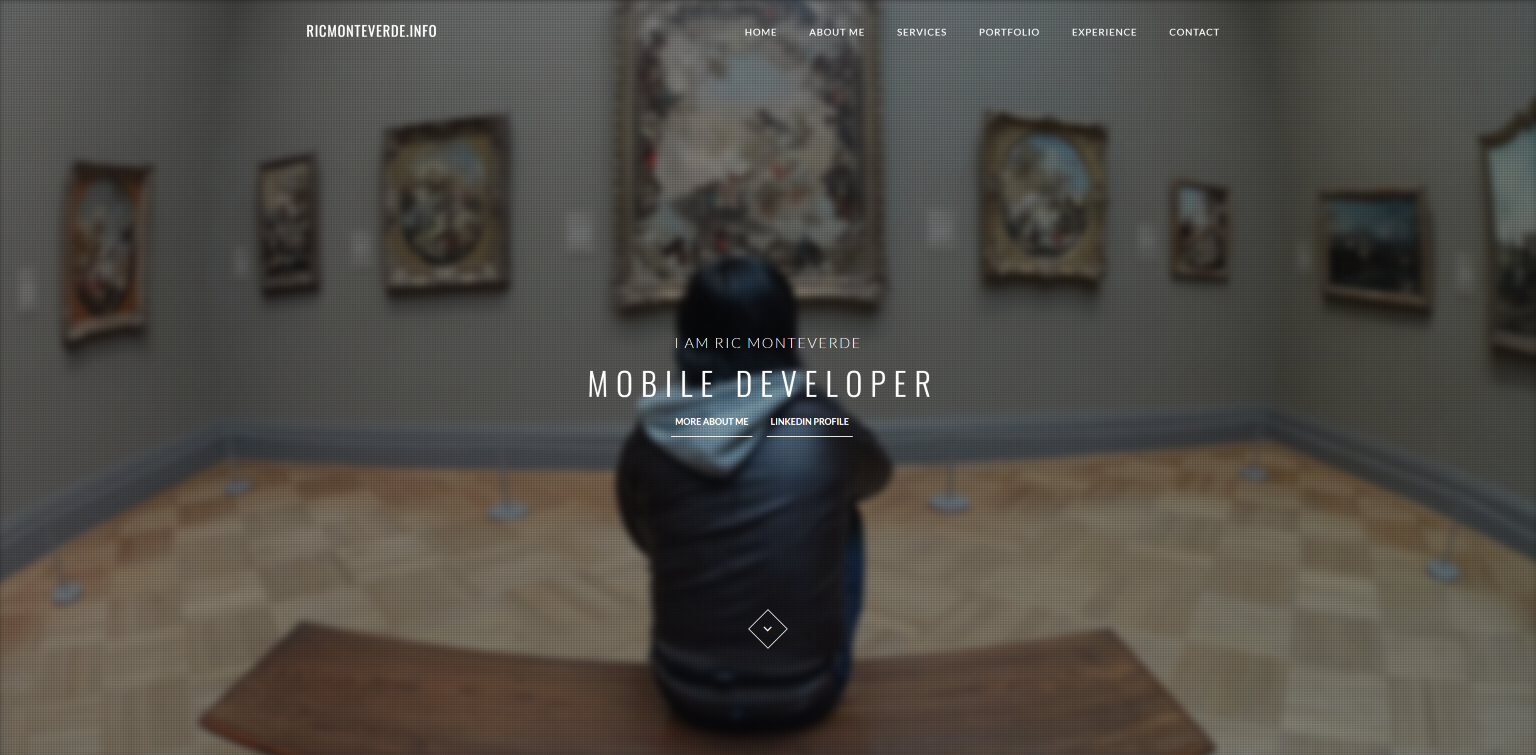 RICMONTEVERDE.INFO
HOME ABOUT ME SERVICES PORTFOLIO EXPERIENCE CONTACT
I AM RIC MONTEVERDE
MOBILE DEVELOPER
MORE ABOUT ME LINKEDIN PROFILE